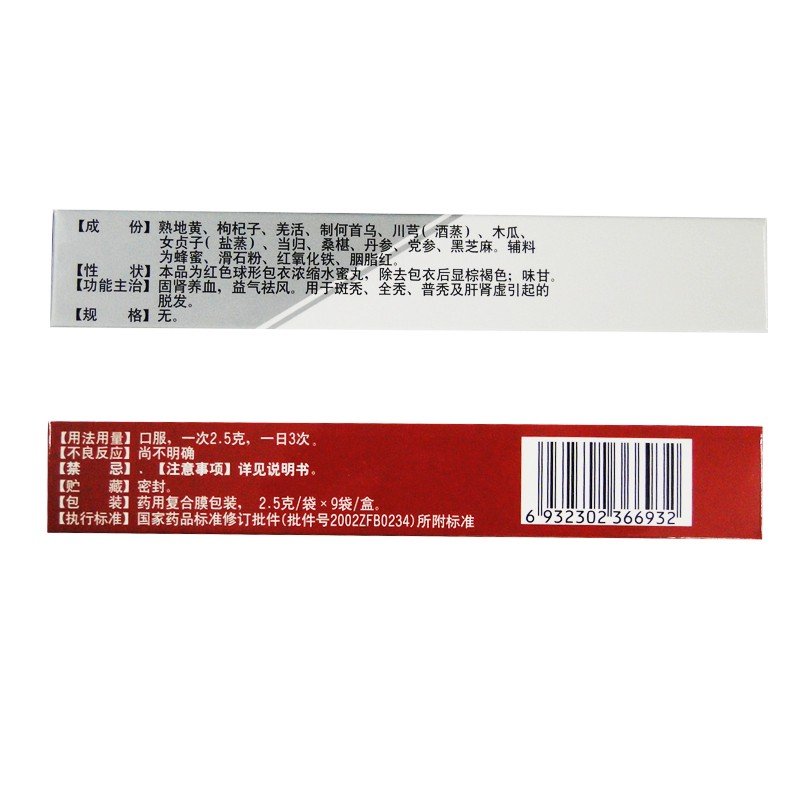 【成　份】熟地黄、枸杞子、羌活、制何首乌、川芎(酒蒸)、木瓜、
女贞子(盐蒸)、当归、桑椹、丹参、党参、黑芝麻。辅料
为蜂蜜、滑石粉、红氧化铁、胭脂红。
【性　状】本品为红色球形包衣浓缩水蜜丸，除去包衣后显棕褐色；味甘。
【功能主治】固肾养血，益气祛风。用于斑秃、全秃、普秃及肝肾虚引起的
脱发。
【规　格】无。
【用法用量】口服，一次2.5克，一日3次。
【不良反应】尚不明确
【禁　忌】、【注意事项】详见说明书。
【贮　藏】密封。
【包　装】药用复合膜包装，2.5克/袋×9袋/盒。
【执行标准】国家药品标准修订批件(批件号2002ZFB0234)所附标准
6 932302 366932